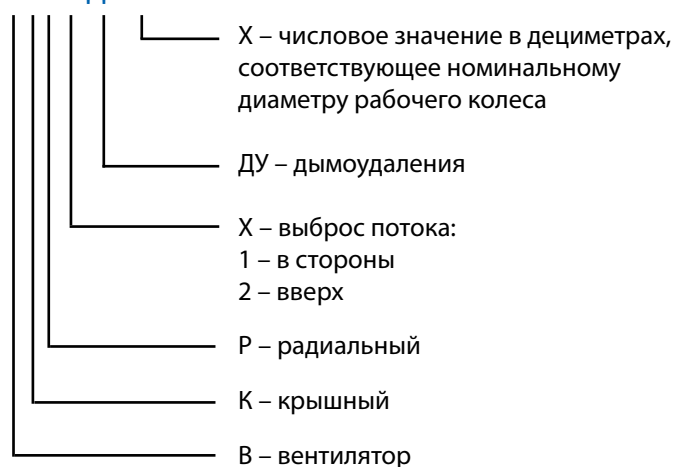 Х – числовое значение в дециметрах,
соответствующее номинальному
диаметру рабочего колеса
ДУ – дымоудаления
Х – выброс потока:
1 – в стороны
2 – вверх
Р – радиальный
К – крышный
В – вентилятор